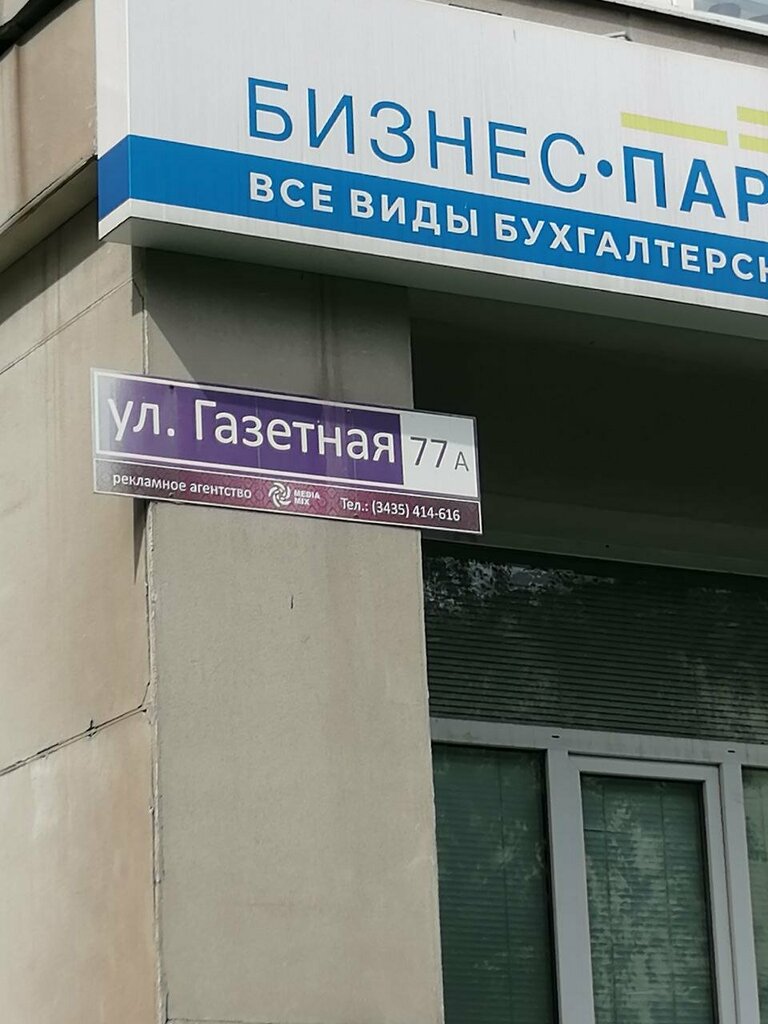 БИЗНЕС•ПАР
ВСЕ ВИДЫ БУХГАЛТЕРСК
ул. Газетная 77 А
рекламное агентство MEDIA MIX Тел.: (3435) 414-616